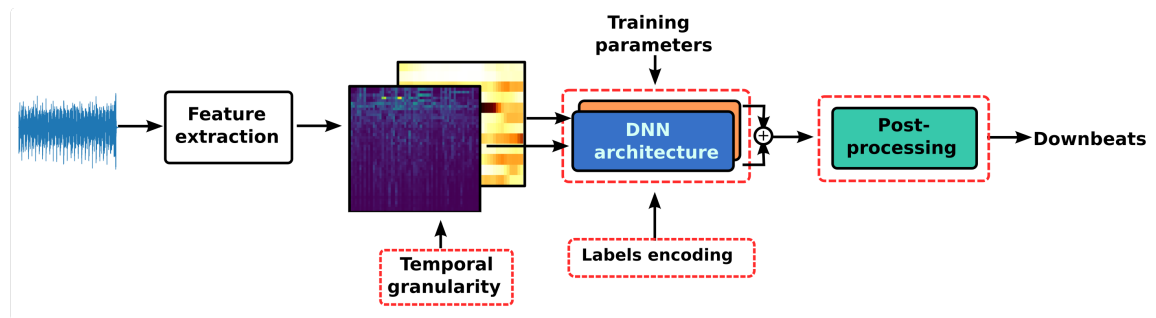 Training
parameters
Feature
extraction
DNN
architecture
+
Post-
processing
Downbeats
Temporal
granularity
Labels encoding